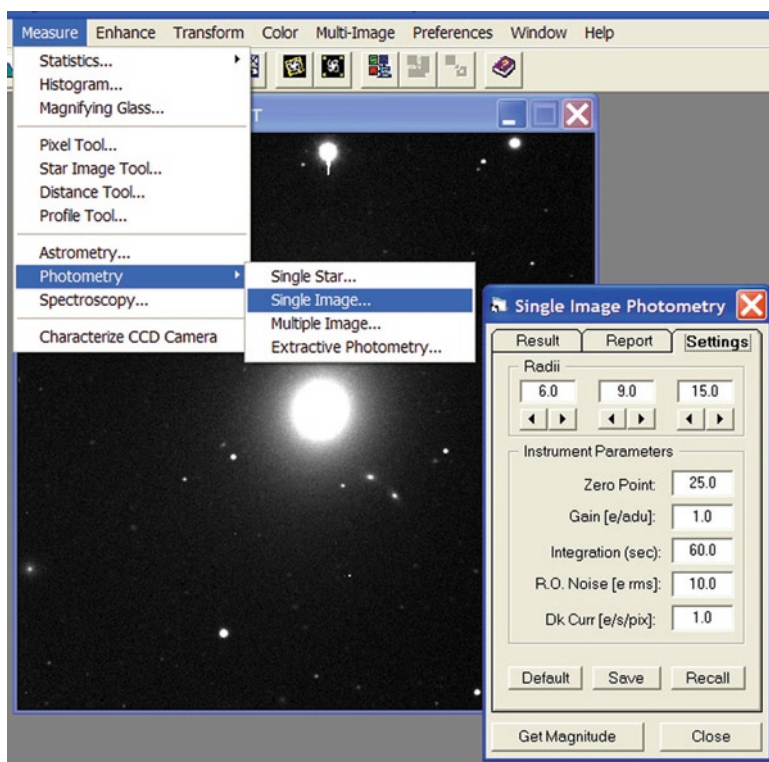 Measure Enhance Transform Color Multi-Image Preferences Window Help
Statistics...
Histogram...
Magnifying Glass...
Pixel Tool...
Star Image Tool...
Distance Tool...
Profile Tool...
Astrometry...
Photometry
Spectroscopy...
Characterize CCD Camera
T
Single Star...
Single Image...
Multiple Image...
Extractive Photometry...
Single Image Photometry
Result Report Settings
Radii
6.0 9.0 15.0
Instrument Parameters
Zero Point: 25.0
Gain [e/adu]: 1.0
Integration (sec): 60.0
R.O. Noise [e rms]: 10.0
Dk Curr [e/s/pix]: 1.0
Default Save Recall
Get Magnitude Close